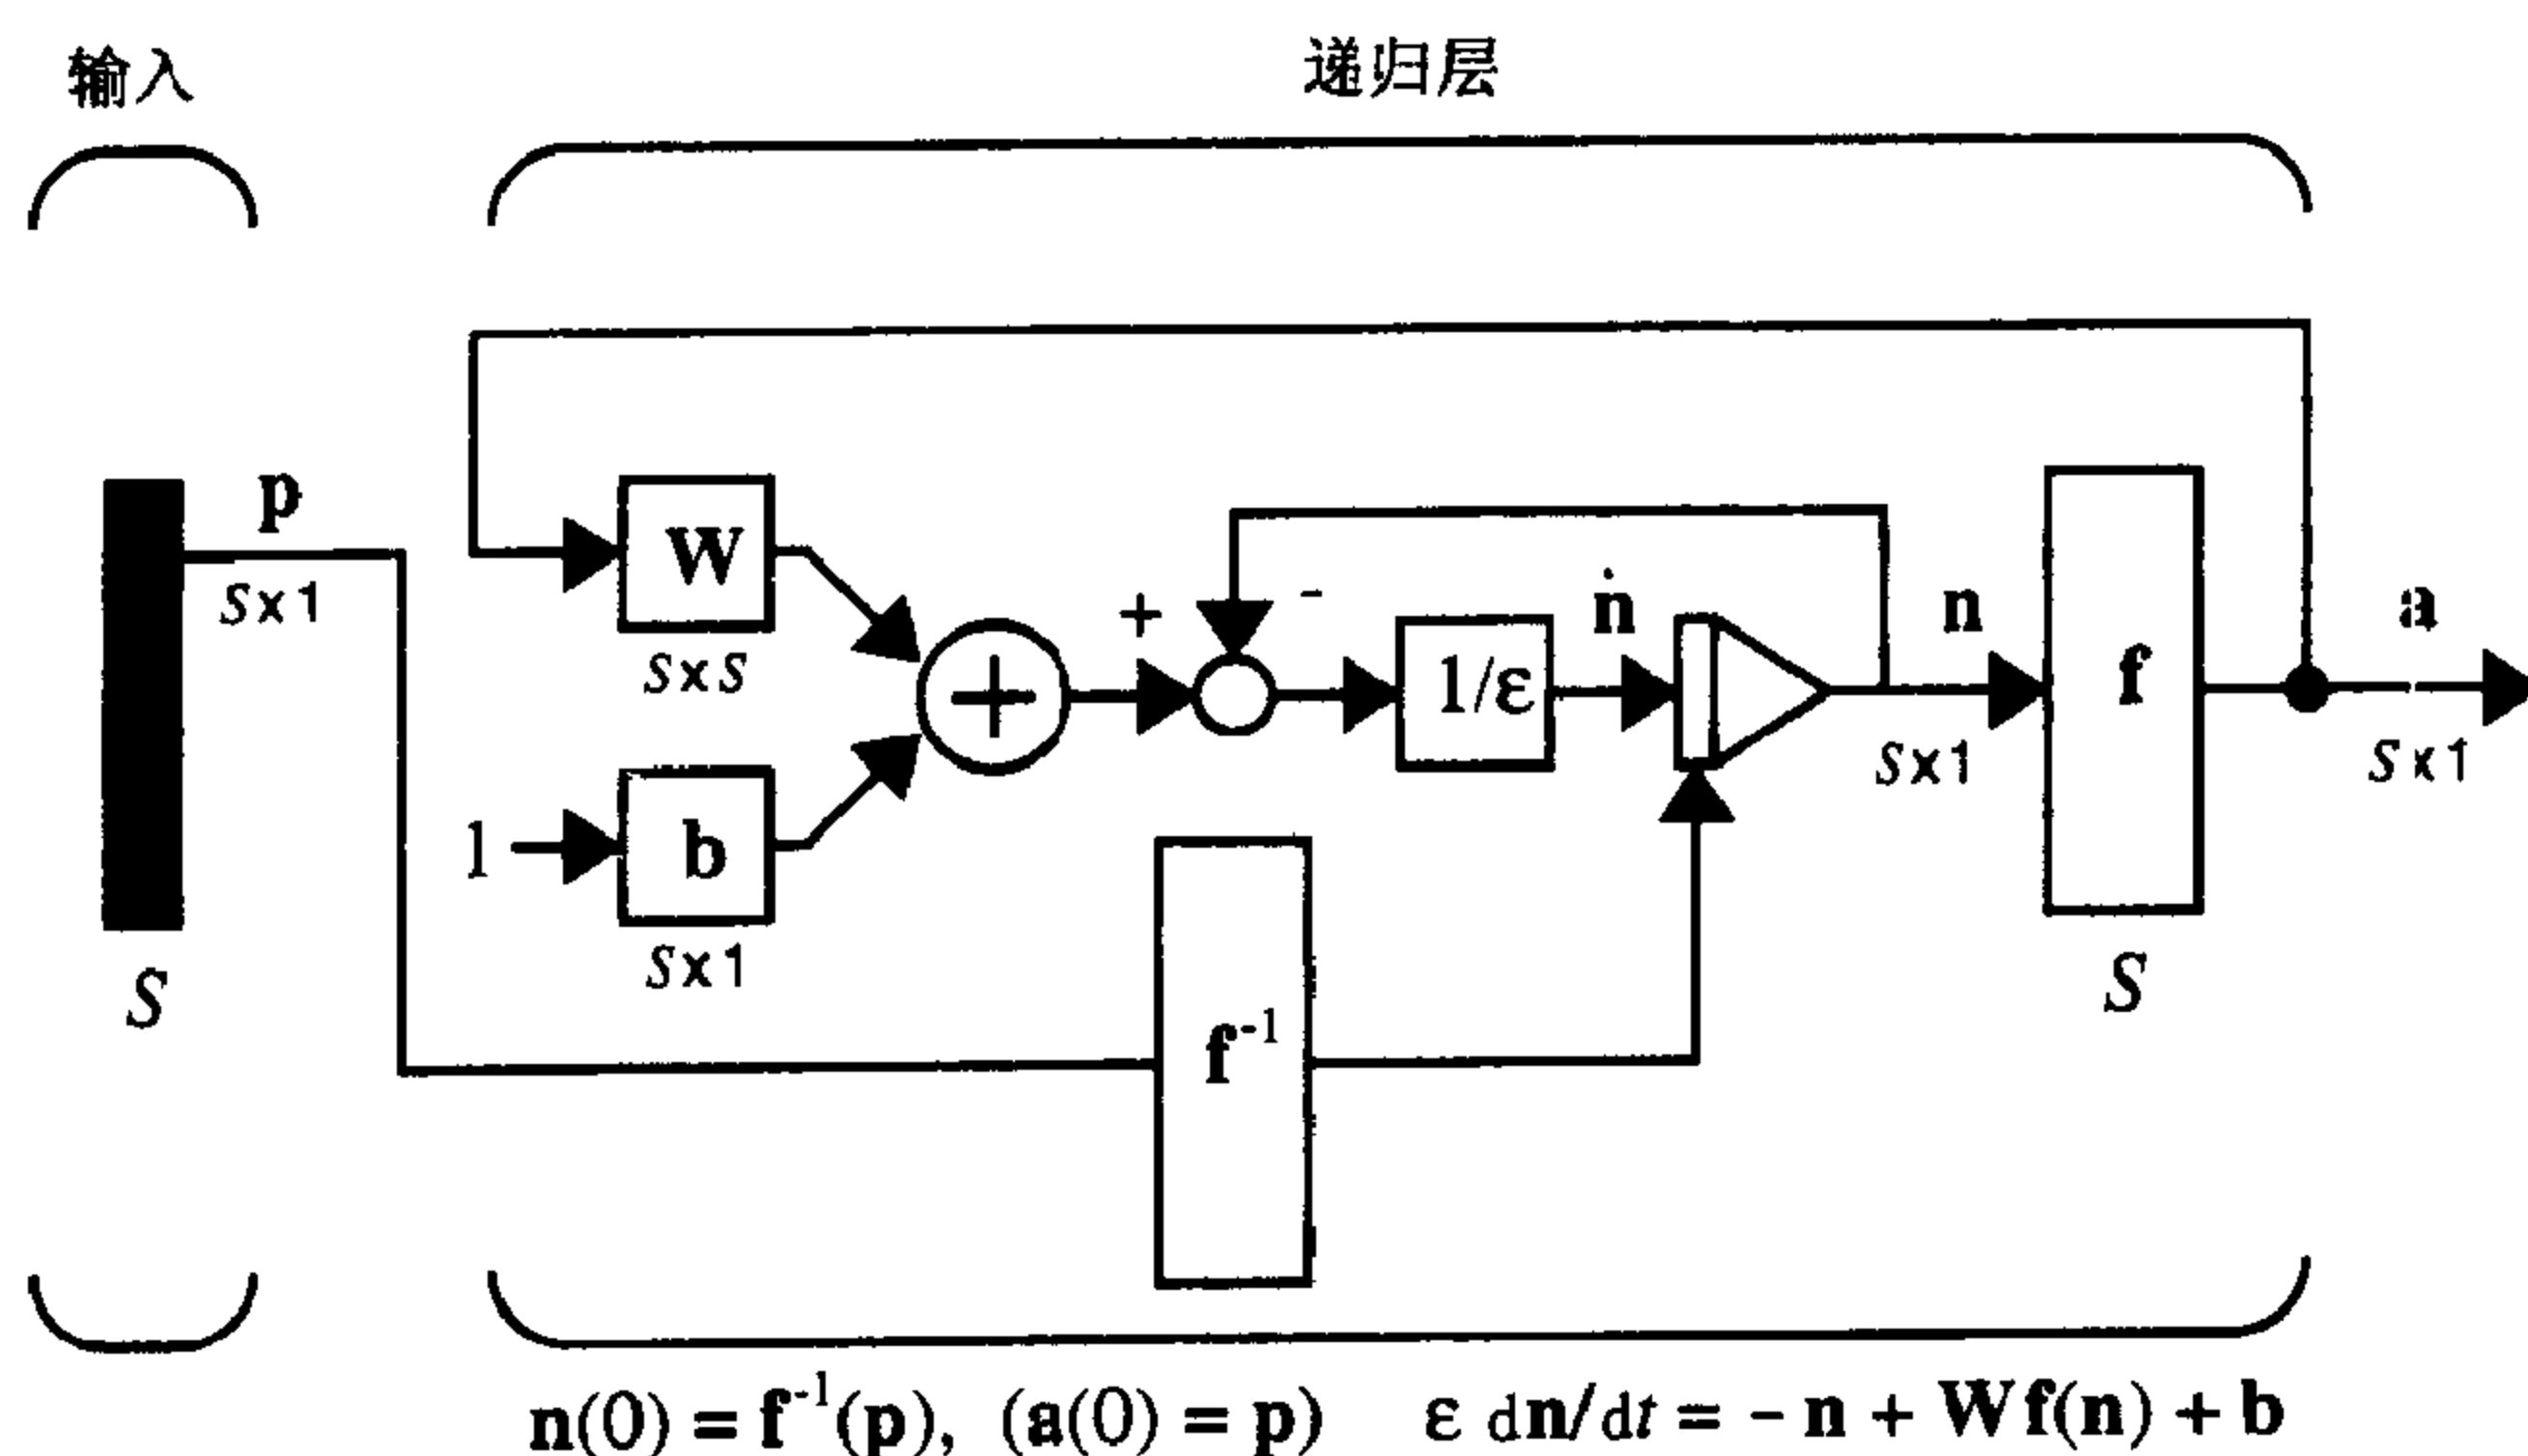 输入
递归层
p
S×1
W
S×S
+
-
ṅ
n
a
f
1/ε
+
S×1
S×1
1
b
S×1
S
S
f⁻¹
n(0) = f⁻¹(p), (a(0) = p) ε dn/dt = - n + Wf(n) + b